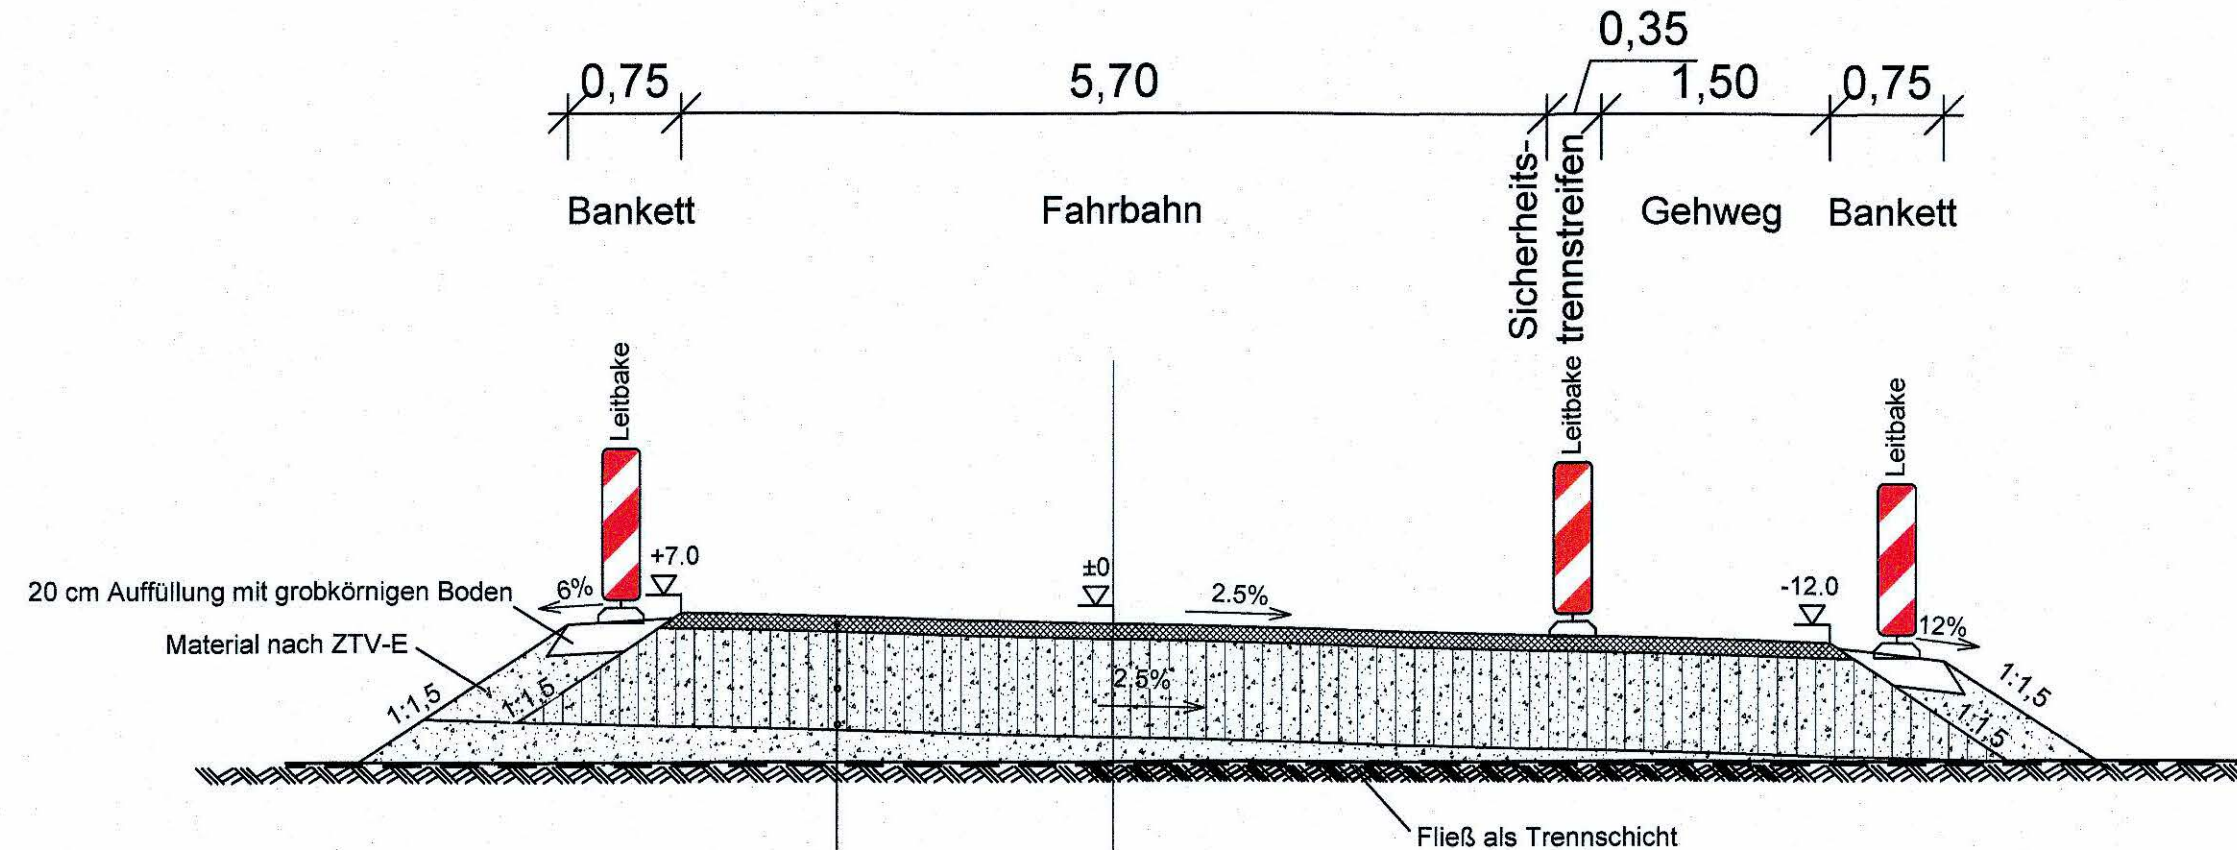 0,35
0,75
5,70
1,50
0,75
Bankett
Fahrbahn
Sicherheits-
trennstreifen
Gehweg
Bankett
Leitbake
Leitbake
Leitbake
+7.0
±0
-12.0
20 cm Auffüllung mit grobkörnigen Boden
6%
2.5%
12%
Material nach ZTV-E
1:1,5
1:1,5
2.5%
1:1,5
1:1,5
Fließ als Trennschicht